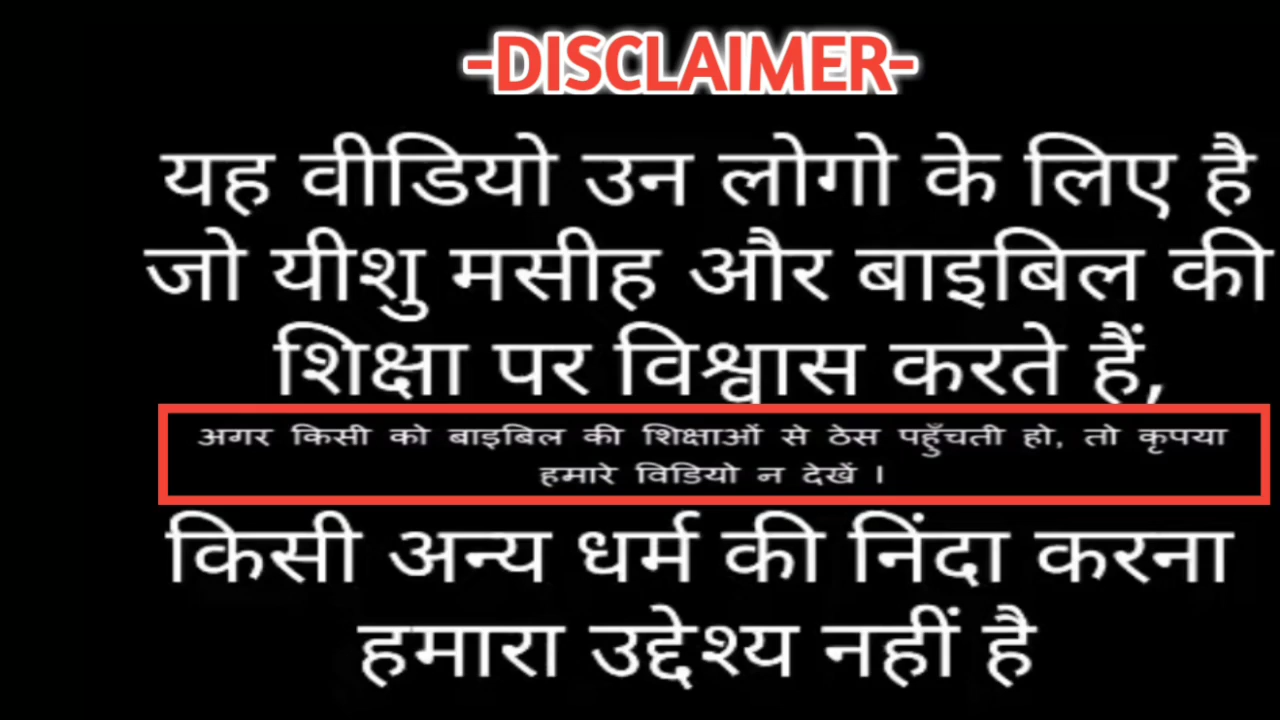 -DISCLAIMER-
यह वीडियो उन लोगो के लिए है
जो यीशु मसीह और बाइबिल की
शिक्षा पर विश्वास करते हैं,
अगर किसी को बाइबिल की शिक्षाओं से ठेस पहुँचती हो, तो कृपया
हमारे विडियो न देखें ।
किसी अन्य धर्म की निंदा करना
हमारा उद्देश्य नहीं है